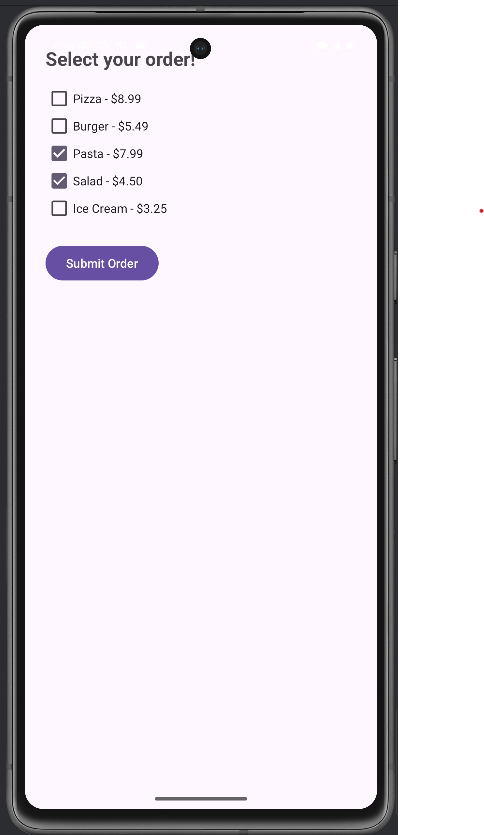 Select your order!
Pizza - $8.99
Burger - $5.49
Pasta - $7.99
Salad - $4.50
Ice Cream - $3.25
Submit Order